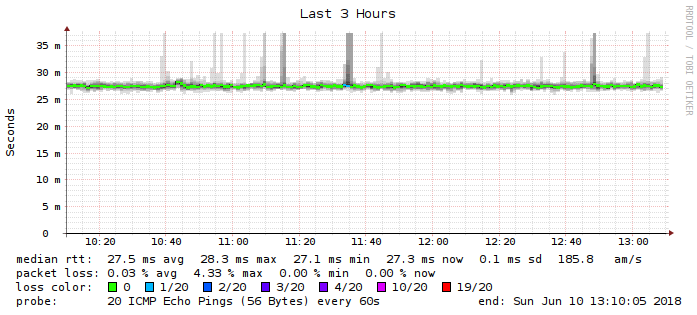 Last 3 Hours
RRDTOOL / TOBI OETIKER
Seconds
35 m
30 m
25 m
20 m
15 m
10 m
5 m
0
10:20 10:40 11:00 11:20 11:40 12:00 12:20 12:40 13:00
median rtt: 27.5 ms avg 28.3 ms max 27.1 ms min 27.3 ms now 0.1 ms sd 185.8 am/s
packet loss: 0.03 % avg 4.33 % max 0.00 % min 0.00 % now
loss color: 0 1/20 2/20 3/20 4/20 10/20 19/20
probe: 20 ICMP Echo Pings (56 Bytes) every 60s end: Sun Jun 10 13:10:05 2018